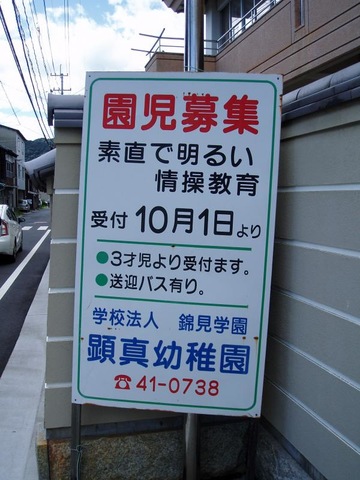 園児募集
素直で明るい
情操教育
受付 10月1日より
●3才児より受付ます。
●送迎バス有り。
学校法人 錦見学園
顕真幼稚園
☎41-0738